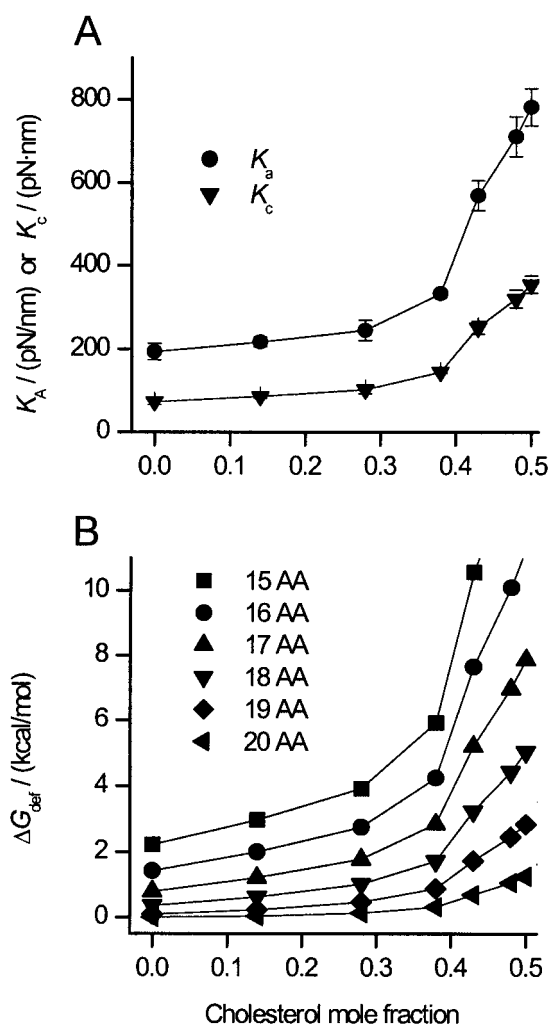 A
K_A / (pN/nm) or K_c / (pN·nm)
800
600
400
200
0
K_a
K_c
0.0 0.1 0.2 0.3 0.4 0.5
B
ΔG_def / (kcal/mol)
10
8
6
4
2
0
15 AA
16 AA
17 AA
18 AA
19 AA
20 AA
0.0 0.1 0.2 0.3 0.4 0.5
Cholesterol mole fraction